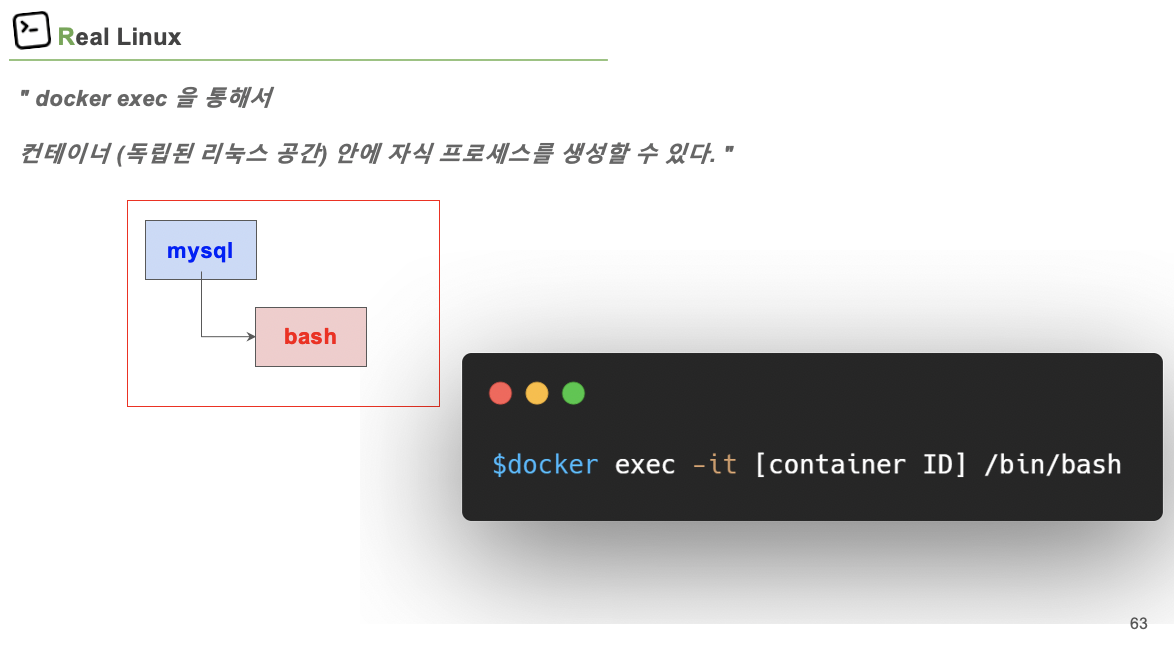 Real Linux
" docker exec 을 통해서
컨테이너 (독립된 리눅스 공간) 안에 자식 프로세스를 생성할 수 있다. "
mysql
bash
$docker exec -it [container ID] /bin/bash
63